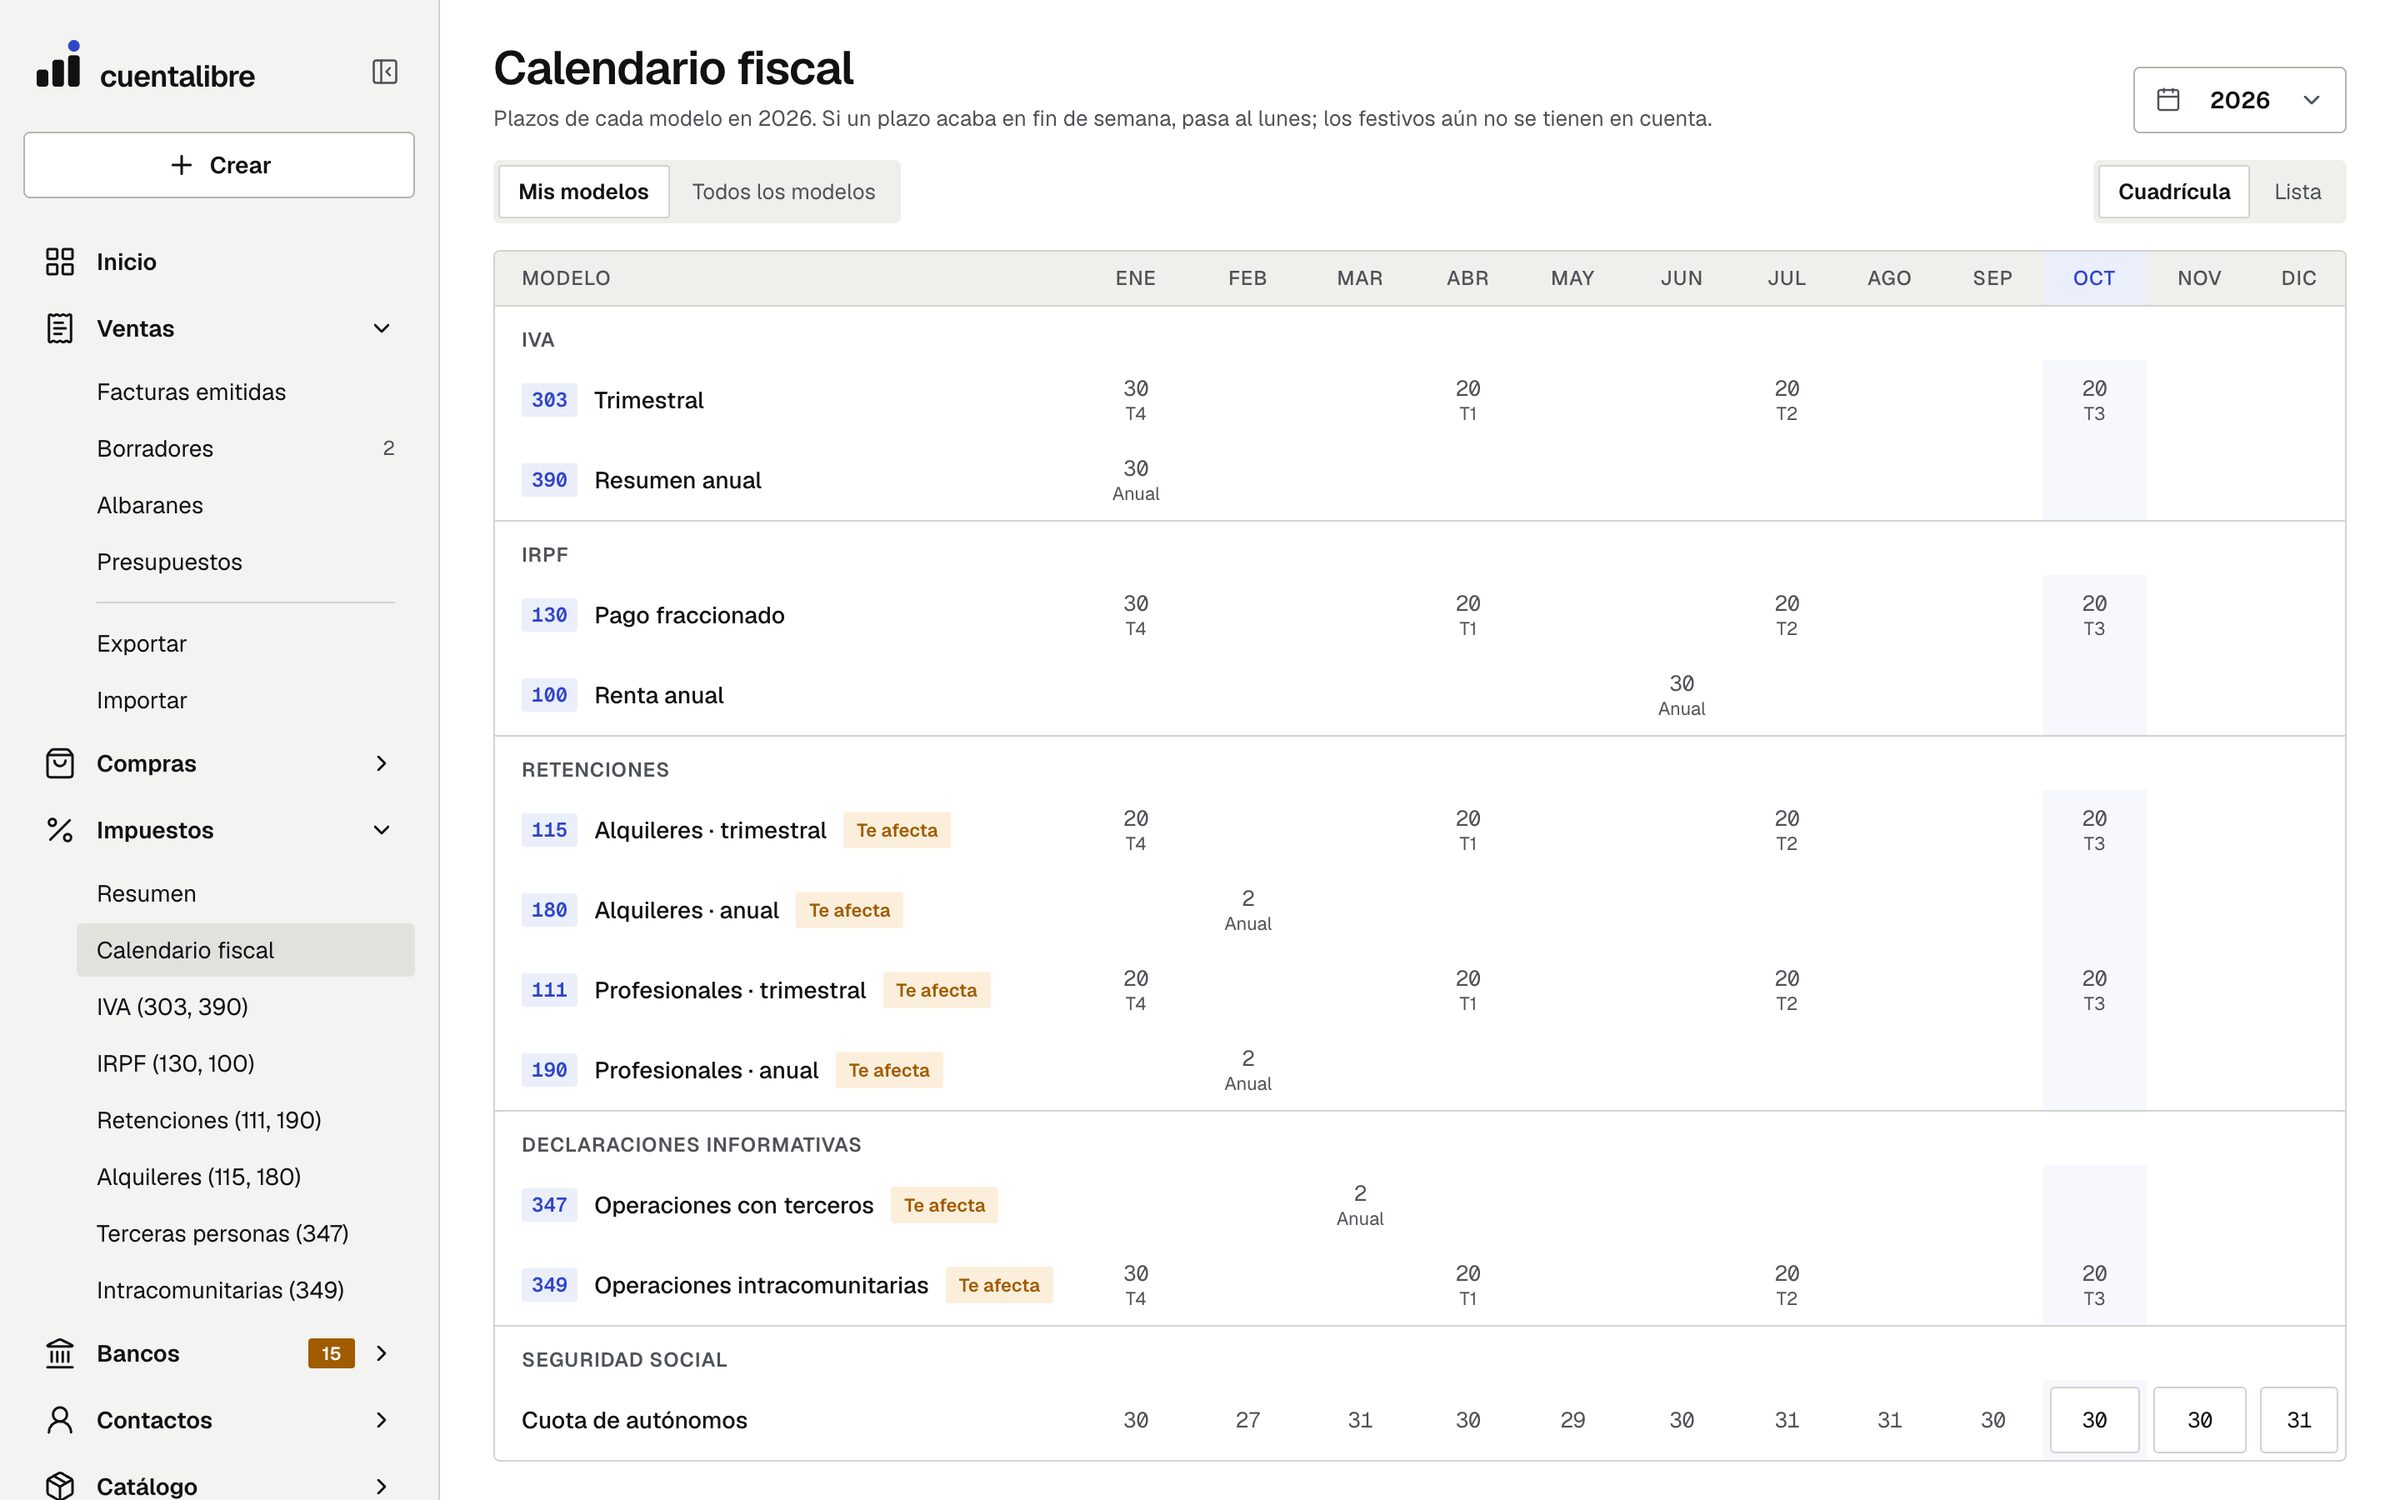 cuentalibre
Crear
Inicio
Ventas
Facturas emitidas
Borradores 2
Albaranes
Presupuestos
Exportar
Importar
Compras
Impuestos
Resumen
Calendario fiscal
IVA (303, 390)
IRPF (130, 100)
Retenciones (111, 190)
Alquileres (115, 180)
Terceras personas (347)
Intracomunitarias (349)
Bancos 15
Contactos
Catálogo
Calendario fiscal
Plazos de cada modelo en 2026. Si un plazo acaba en fin de semana, pasa al lunes; los festivos aún no se tienen en cuenta.
2026
Mis modelos Todos los modelos
Cuadrícula Lista
MODELO ENE FEB MAR ABR MAY JUN JUL AGO SEP OCT NOV DIC
IVA
303 Trimestral 30 20 20 20
T4 T1 T2 T3
390 Resumen anual 30
Anual
IRPF
130 Pago fraccionado 30 20 20 20
T4 T1 T2 T3
100 Renta anual 30
Anual
RETENCIONES
115 Alquileres · trimestral Te afecta 20 20 20 20
T4 T1 T2 T3
180 Alquileres · anual Te afecta 2
Anual
111 Profesionales · trimestral Te afecta 20 20 20 20
T4 T1 T2 T3
190 Profesionales · anual Te afecta 2
Anual
DECLARACIONES INFORMATIVAS
347 Operaciones con terceros Te afecta 2
Anual
349 Operaciones intracomunitarias Te afecta 30 20 20 20
T4 T1 T2 T3
SEGURIDAD SOCIAL
Cuota de autónomos 30 27 31 30 29 30 31 31 30 30 30 31